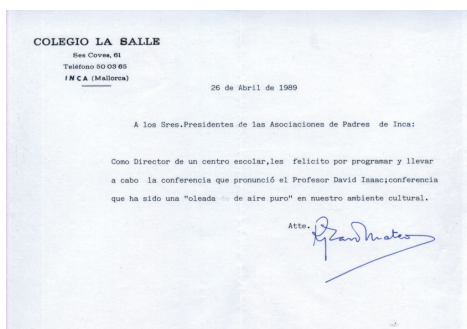 COLEGIO LA SALLE
Ses Coves, 61
Teléfono 50 03 65
INCA (Mallorca)
26 de Abril de 1989
A los Sres.Presidentes de las Asociaciones de Padres de Inca:
Como Director de un centro escolar,les felicito por programar y llevar
a cabo la conferencia que pronunció el Profesor David Isaac;conferencia
que ha sido una "oleada de aire puro" en nuestro ambiente cultural.
Atte.